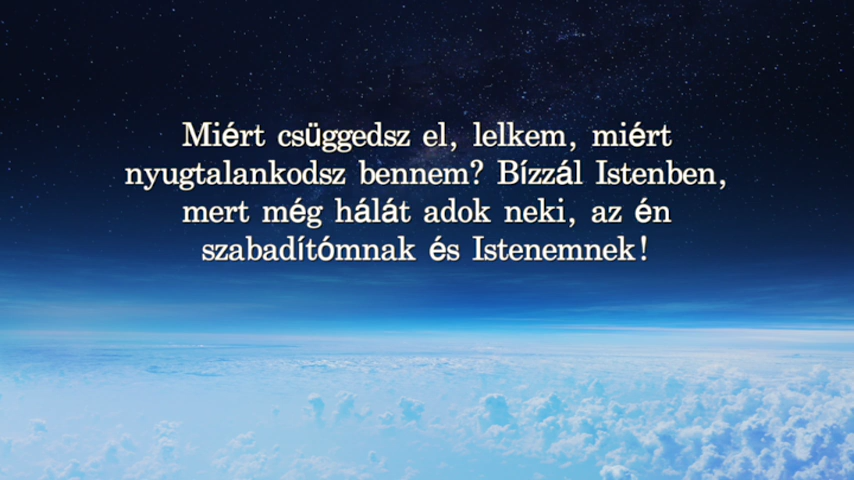 Miért csüggedsz el, lelkem, miért
nyugtalankodsz bennem? Bízzál Istenben,
mert még hálát adok neki, az én
szabadítómnak és Istenemnek!